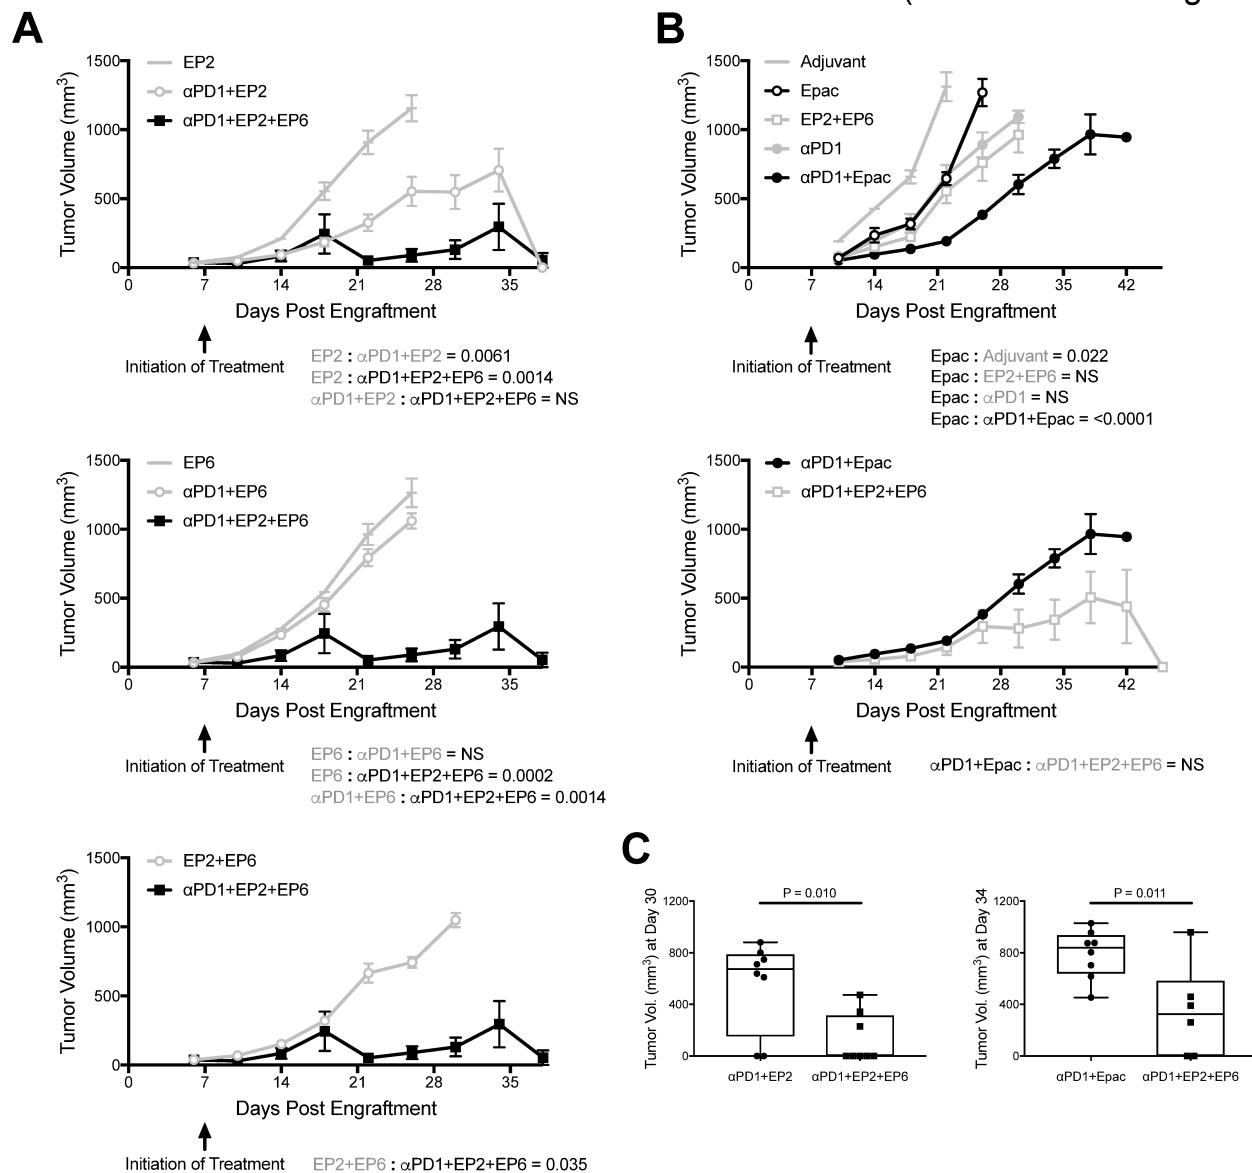 A
1500
1000
500
0
Tumor Volume (mm³)
EP2
αPD1+EP2
αPD1+EP2+EP6
0 7 14 21 28 35
Days Post Engraftment
Initiation of Treatment
EP2 : αPD1+EP2 = 0.0061
EP2 : αPD1+EP2+EP6 = 0.0014
αPD1+EP2 : αPD1+EP2+EP6 = NS
1500
1000
500
0
Tumor Volume (mm³)
EP6
αPD1+EP6
αPD1+EP2+EP6
0 7 14 21 28 35
Days Post Engraftment
Initiation of Treatment
EP6 : αPD1+EP6 = NS
EP6 : αPD1+EP2+EP6 = 0.0002
αPD1+EP6 : αPD1+EP2+EP6 = 0.0014
1500
1000
500
0
Tumor Volume (mm³)
EP2+EP6
αPD1+EP2+EP6
0 7 14 21 28 35
Days Post Engraftment
Initiation of Treatment
EP2+EP6 : αPD1+EP2+EP6 = 0.035
B
1500
1000
500
0
Tumor Volume (mm³)
Adjuvant
Epac
EP2+EP6
αPD1
αPD1+Epac
0 7 14 21 28 35 42
Days Post Engraftment
Initiation of Treatment
Epac : Adjuvant = 0.022
Epac : EP2+EP6 = NS
Epac : αPD1 = NS
Epac : αPD1+Epac = <0.0001
1500
1000
500
0
Tumor Volume (mm³)
αPD1+Epac
αPD1+EP2+EP6
0 7 14 21 28 35 42
Days Post Engraftment
Initiation of Treatment
αPD1+Epac : αPD1+EP2+EP6 = NS
C
1200
800
400
0
Tumor Vol. (mm³) at Day 30
P = 0.010
αPD1+EP2 αPD1+EP2+EP6
1200
800
400
0
Tumor Vol. (mm³) at Day 34
P = 0.011
αPD1+Epac αPD1+EP2+EP6